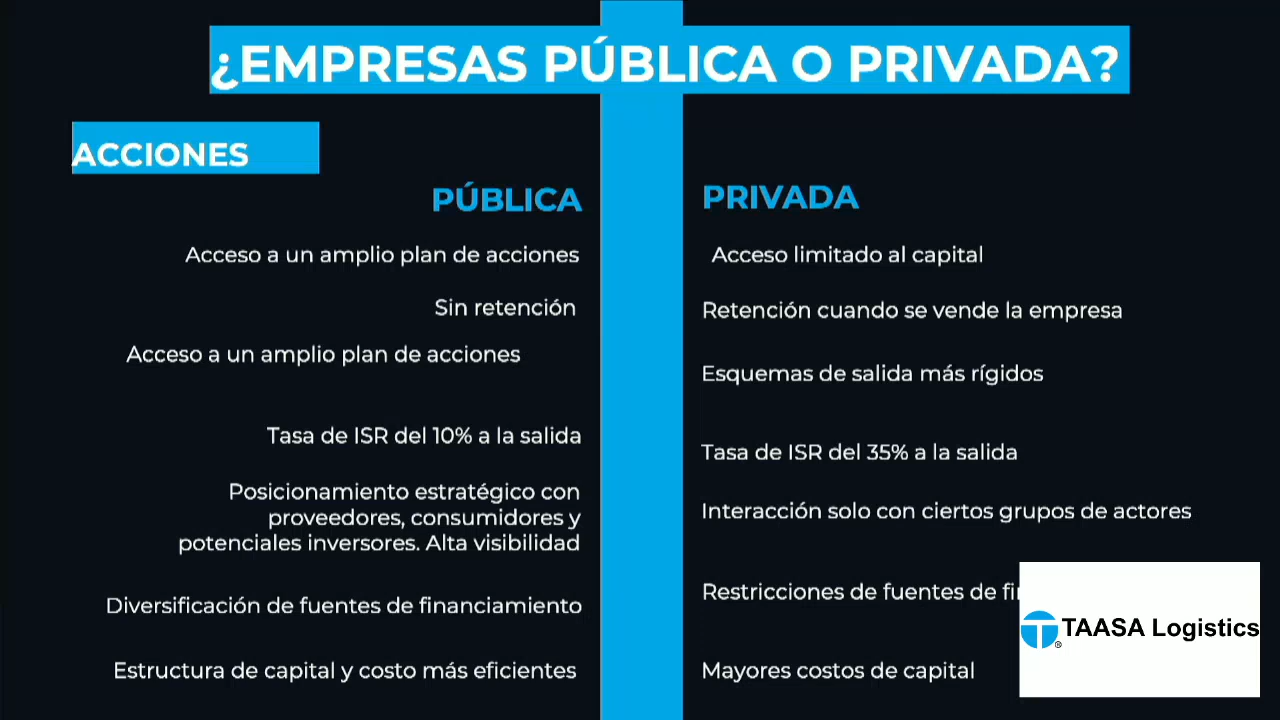 ¿EMPRESAS PÚBLICA O PRIVADA?
ACCIONES
PÚBLICA
Acceso a un amplio plan de acciones
Sin retención
Acceso a un amplio plan de acciones
Tasa de ISR del 10% a la salida
Posicionamiento estratégico con
proveedores, consumidores y
potenciales inversores. Alta visibilidad
Diversificación de fuentes de financiamiento
Estructura de capital y costo más eficientes
PRIVADA
Acceso limitado al capital
Retención cuando se vende la empresa
Esquemas de salida más rígidos
Tasa de ISR del 35% a la salida
Interacción solo con ciertos grupos de actores
Restricciones de fuentes de
Mayores costos de capital
TAASA Logistics
®